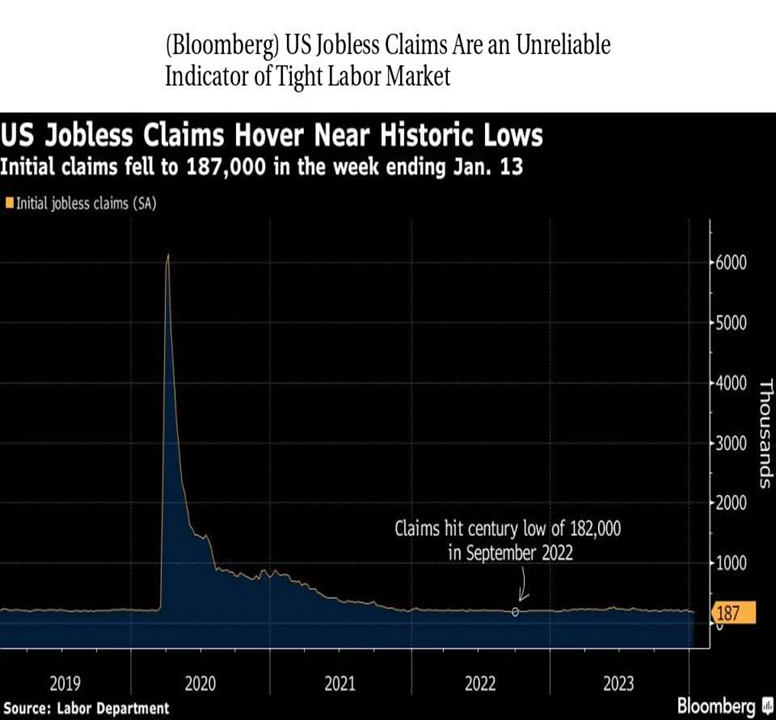 (Bloomberg) US Jobless Claims Are an Unreliable
Indicator of Tight Labor Market
US Jobless Claims Hover Near Historic Lows
Initial claims fell to 187,000 in the week ending Jan. 13
Initial jobless claims (SA)
6000
5000
4000
3000
2000
1000
187
0
Thousands
Claims hit century low of 182,000
in September 2022
2019 2020 2021 2022 2023
Source: Labor Department
Bloomberg